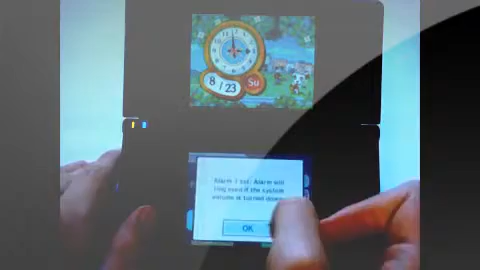 8/23
Su
Alarm 1 set. Alarm will
ring even if the system
volume is turned down.
OK